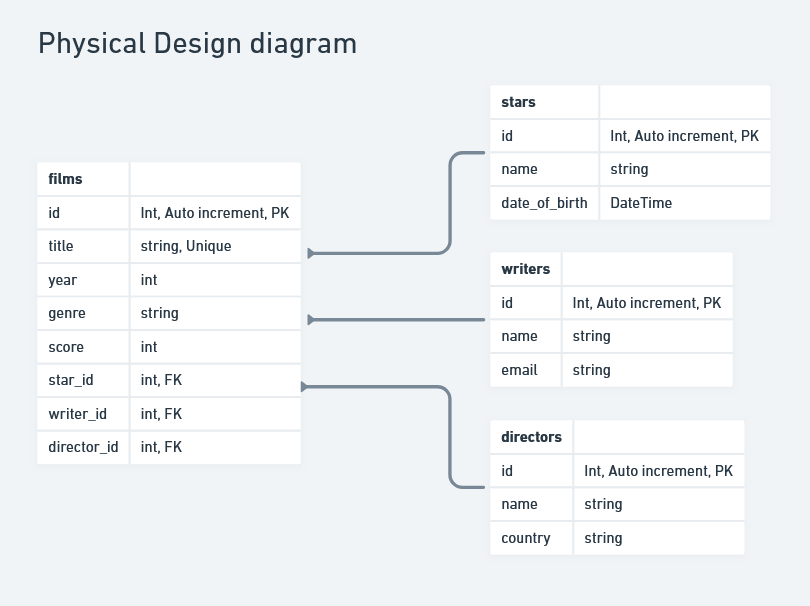 Physical Design diagram
films
id Int, Auto increment, PK
title string, Unique
year int
genre string
score int
star_id int, FK
writer_id int, FK
director_id int, FK
stars
id Int, Auto increment, PK
name string
date_of_birth DateTime
writers
id Int, Auto increment, PK
name string
email string
directors
id Int, Auto increment, PK
name string
country string